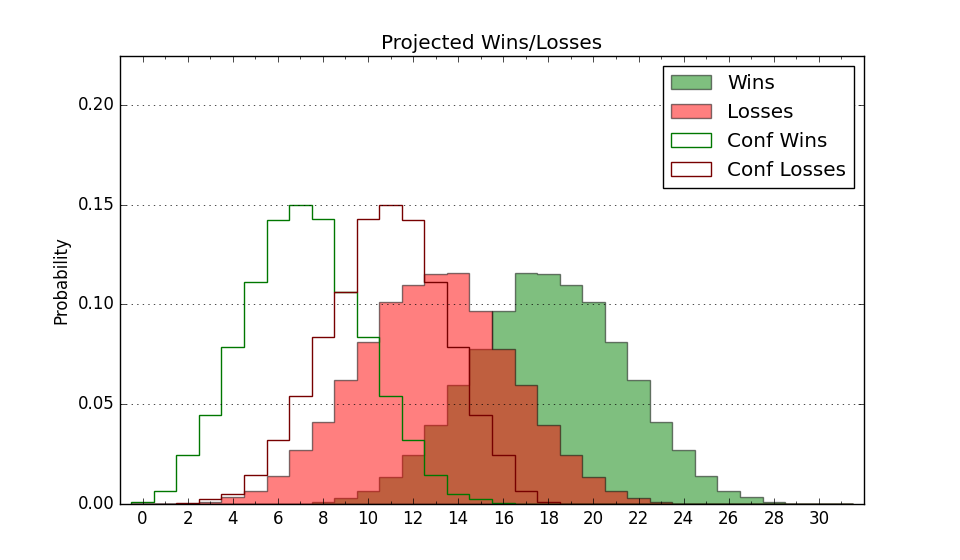 Projected Wins/Losses
Wins
Losses
Conf Wins
Conf Losses
Probability
0.20
0.15
0.10
0.05
0.00
0 2 4 6 8 10 12 14 16 18 20 22 24 26 28 30